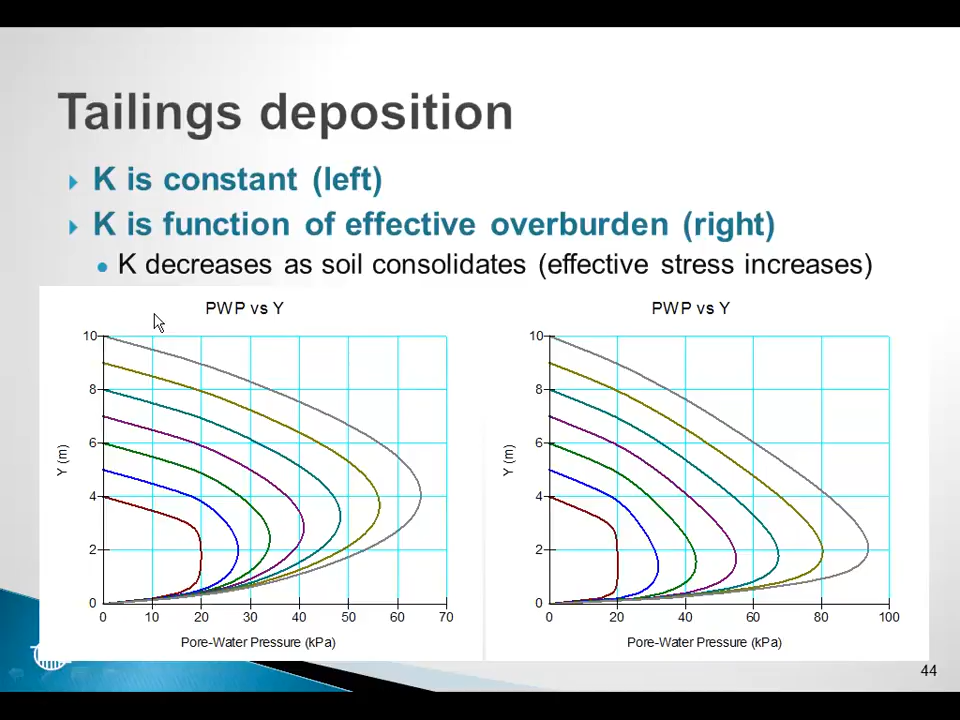 Tailings deposition
K is constant (left)
K is function of effective overburden (right)
K decreases as soil consolidates (effective stress increases)
PWP vs Y
10
8
6
4
2
0
Y (m)
0 10 20 30 40 50 60 70
Pore-Water Pressure (kPa)
PWP vs Y
10
8
6
4
2
0
Y (m)
0 20 40 60 80 100
Pore-Water Pressure (kPa)
44